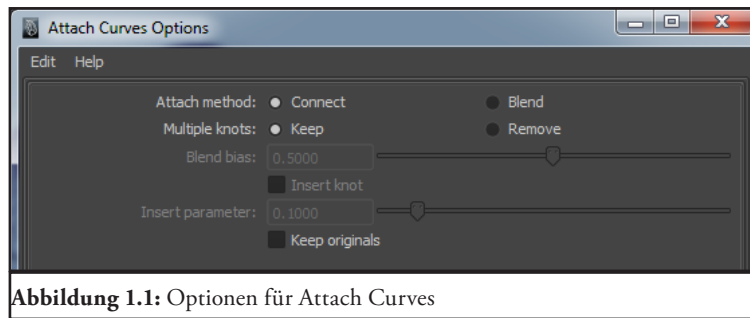 Attach Curves Options
Edit Help
Attach method: Connect Blend
Multiple knots: Keep Remove
Blend bias: 0.5000
Insert knot
Insert parameter: 0.1000
Keep originals
Abbildung 1.1: Optionen für Attach Curves